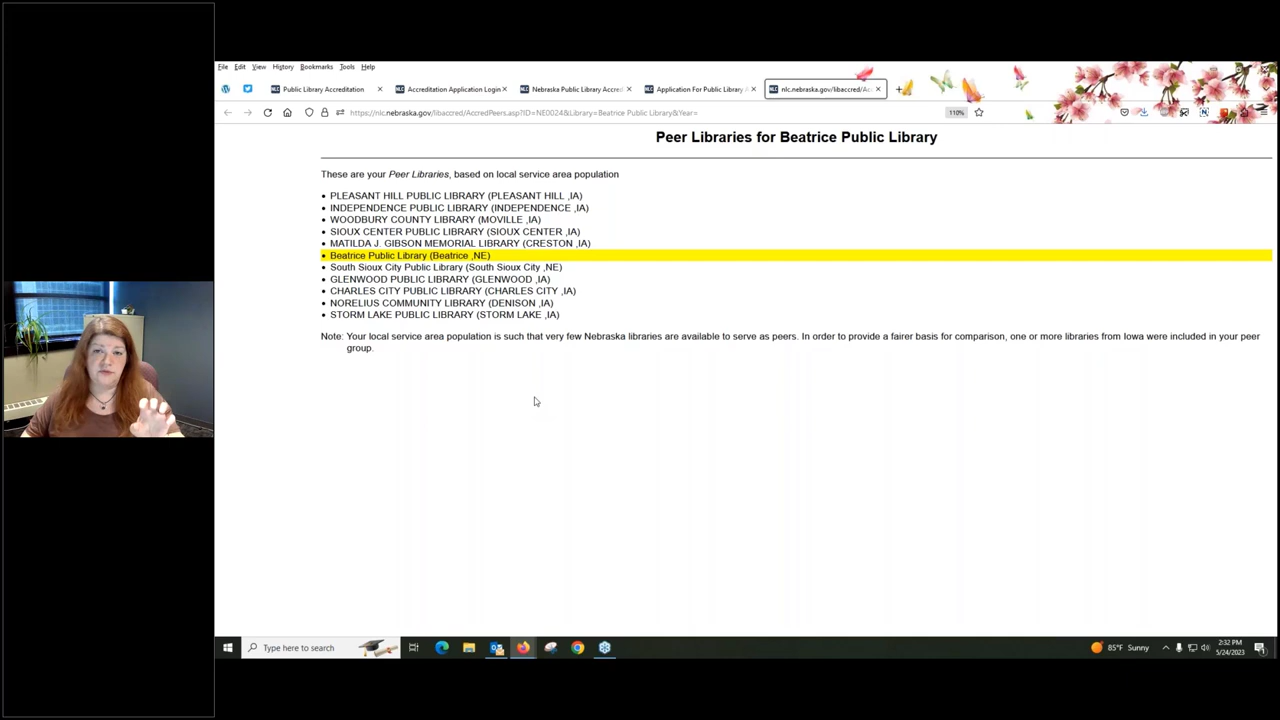 File Edit View History Bookmarks Tools Help
Public Library Accreditation × Accreditation Application Login × Nebraska Public Library Accred × Application For Public Library A × nlc.nebraska.gov/libaccred/Ac ×
https://nlc.nebraska.gov/libaccred/AccredPeers.asp?ID=NE0024&Library=Beatrice Public Library&Year= 110%
Peer Libraries for Beatrice Public Library
These are your Peer Libraries, based on local service area population
• PLEASANT HILL PUBLIC LIBRARY (PLEASANT HILL ,IA)
• INDEPENDENCE PUBLIC LIBRARY (INDEPENDENCE ,IA)
• WOODBURY COUNTY LIBRARY (MOVILLE ,IA)
• SIOUX CENTER PUBLIC LIBRARY (SIOUX CENTER ,IA)
• MATILDA J. GIBSON MEMORIAL LIBRARY (CRESTON ,IA)
• Beatrice Public Library (Beatrice ,NE)
• South Sioux City Public Library (South Sioux City ,NE)
• GLENWOOD PUBLIC LIBRARY (GLENWOOD ,IA)
• CHARLES CITY PUBLIC LIBRARY (CHARLES CITY ,IA)
• NORELIUS COMMUNITY LIBRARY (DENISON ,IA)
• STORM LAKE PUBLIC LIBRARY (STORM LAKE ,IA)
Note: Your local service area population is such that very few Nebraska libraries are available to serve as peers. In order to provide a fairer basis for comparison, one or more libraries from Iowa were included in your peer
group.
Type here to search
85°F Sunny
2:32 PM
5/24/2023